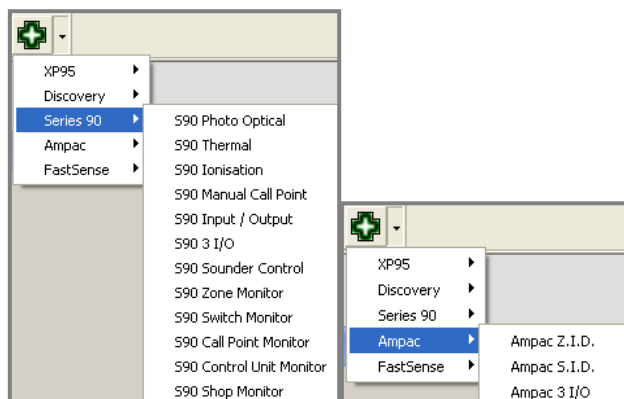 XP95
Discovery
Series 90
Ampac
FastSense
S90 Photo Optical
S90 Thermal
S90 Ionisation
S90 Manual Call Point
S90 Input / Output
S90 3 I/O
S90 Sounder Control
S90 Zone Monitor
S90 Switch Monitor
S90 Call Point Monitor
S90 Control Unit Monitor
S90 Shop Monitor
XP95
Discovery
Series 90
Ampac
FastSense
Ampac Z.I.D.
Ampac S.I.D.
Ampac 3 I/O